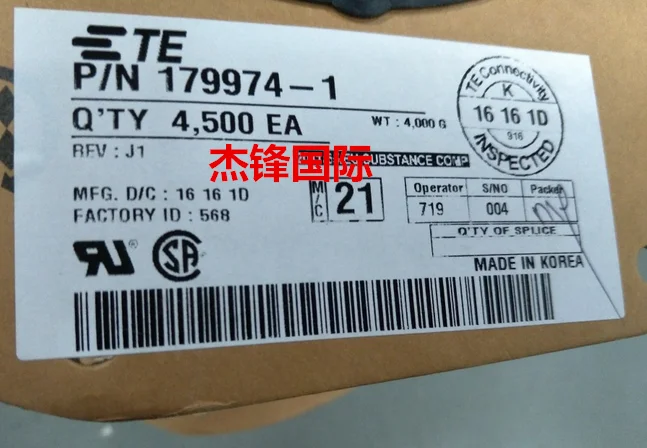 TE
P/N 179974-1
Q'TY 4,500 EA
WT : 4,000 G
REV : J1
杰锋国际
SUBSTANCE COMP
MFG. D/C : 16 16 1D
FACTORY ID : 568
M/C 21
Operator S/NO Packer
719 004
Q'TY OF SPLICE
MADE IN KOREA
TE Connectivity
K
16 16 1D
916
INSPECTED